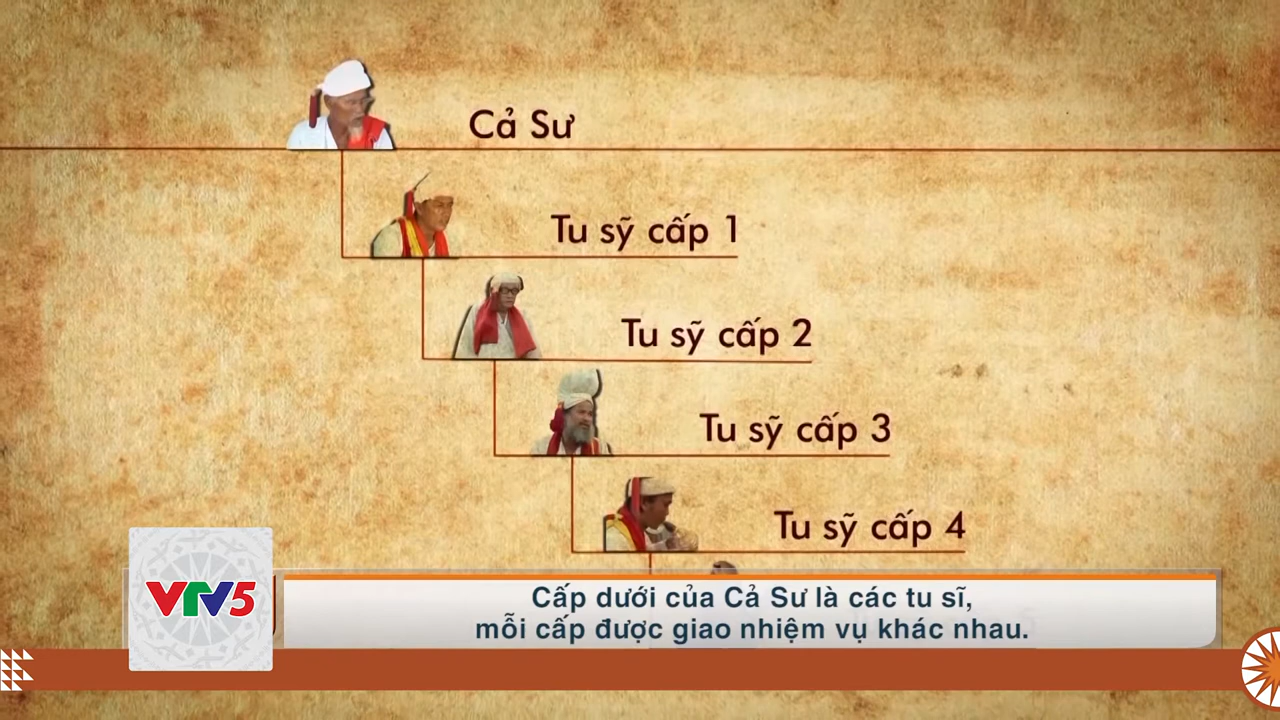 Cả Sư
Tu sỹ cấp 1
Tu sỹ cấp 2
Tu sỹ cấp 3
Tu sỹ cấp 4
VTV5
Cấp dưới của Cả Sư là các tu sĩ,
mỗi cấp được giao nhiệm vụ khác nhau.